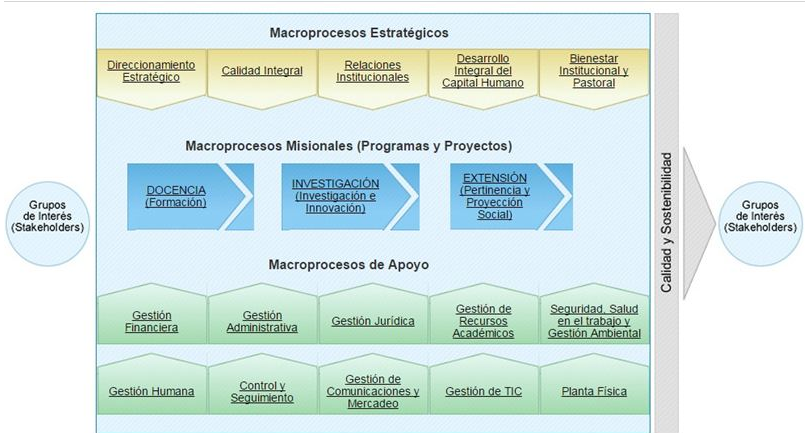 Macroprocesos Estratégicos
Direccionamiento
Estratégico
Calidad Integral
Relaciones
Institucionales
Desarrollo
Integral del
Capital Humano
Bienestar
Institucional y
Pastoral
Macroprocesos Misionales (Programas y Proyectos)
DOCENCIA
(Formación)
INVESTIGACIÓN
(Investigación e
Innovación)
EXTENSIÓN
(Pertinencia y
Proyección
Social)
Grupos
de Interés
(Stakeholders)
Calidad y Sostenibilidad
Grupos
de Interés
(Stakeholders)
Macroprocesos de Apoyo
Gestión
Financiera
Gestión
Administrativa
Gestión Jurídica
Gestión de
Recursos
Académicos
Seguridad, Salud
en el trabajo y
Gestión Ambiental
Gestión Humana
Control y
Seguimiento
Gestión de
Comunicaciones y
Mercadeo
Gestión de TIC
Planta Física